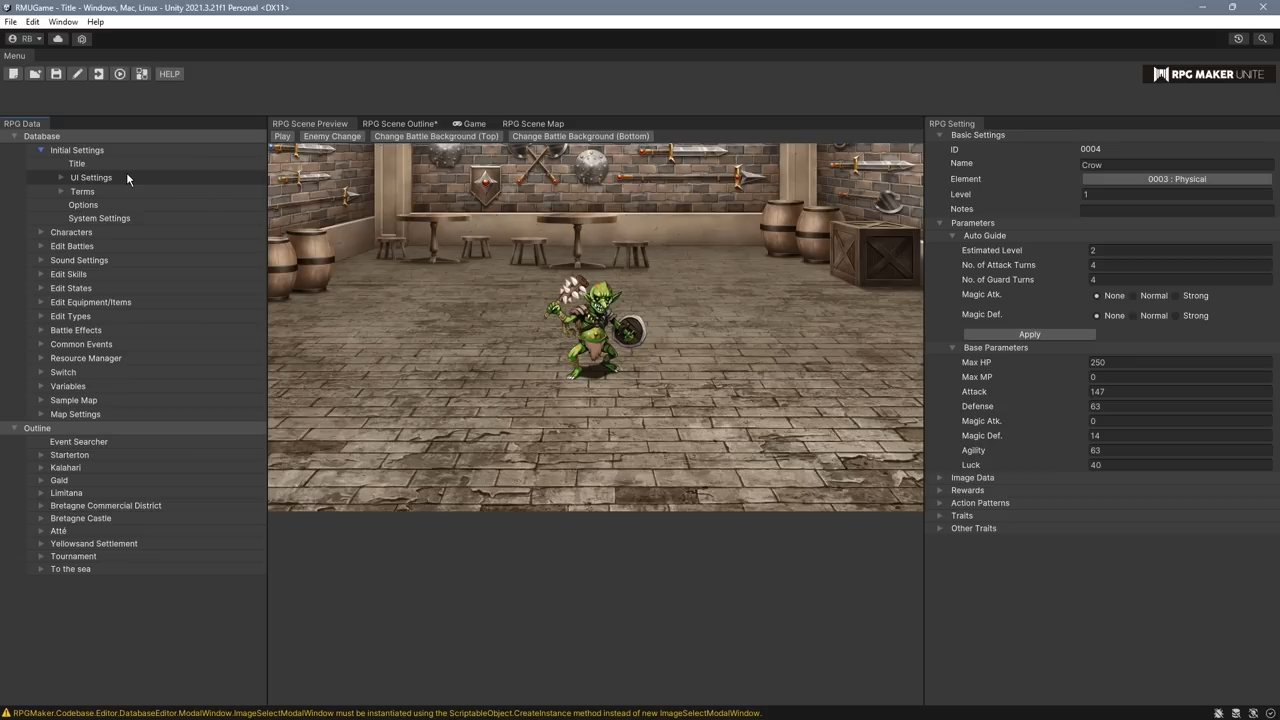 RMUGame - Title - Windows, Mac, Linux - Unity 2021.3.21f1 Personal <DX11>
File Edit Window Help
RB
Menu
HELP
RPG MAKER UNITE
RPG Data
Database
Initial Settings
Title
UI Settings
Terms
Options
System Settings
Characters
Edit Battles
Sound Settings
Edit Skills
Edit States
Edit Equipment/Items
Edit Types
Battle Effects
Common Events
Resource Manager
Switch
Variables
Sample Map
Map Settings
Outline
Event Searcher
Starterton
Kalahari
Gald
Limitana
Bretagne Commercial District
Bretagne Castle
Atté
Yellowsand Settlement
Tournament
To the sea
RPG Scene Preview RPG Scene Outline* Game RPG Scene Map
Play Enemy Change Change Battle Background (Top) Change Battle Background (Bottom)
RPG Setting
Basic Settings
ID 0004
Name Crow
Element 0003 : Physical
Level 1
Notes
Parameters
Auto Guide
Estimated Level 2
No. of Attack Turns 4
No. of Guard Turns 4
Magic Atk. None Normal Strong
Magic Def. None Normal Strong
Apply
Base Parameters
Max HP 250
Max MP 0
Attack 147
Defense 63
Magic Atk. 0
Magic Def. 14
Agility 63
Luck 40
Image Data
Rewards
Action Patterns
Traits
Other Traits
RPGMaker.Codebase.Editor.DatabaseEditor.ModalWindow.ImageSelectModalWindow must be instantiated using the ScriptableObject.CreateInstance method instead of new ImageSelectModalWindow.